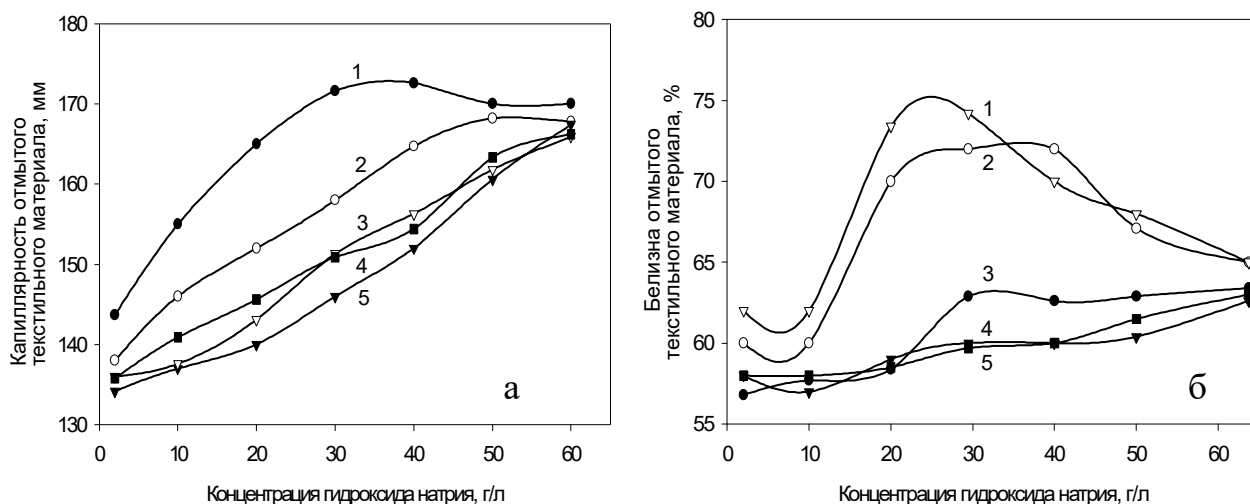 Капиллярность отмытого
текстильного материала, мм
180
170
160
150
140
130
0 10 20 30 40 50 60
Концентрация гидроксида натрия, г/л
1
2
3
4
5
а
Белизна отмытого
текстильного материала, %
80
75
70
65
60
55
0 10 20 30 40 50 60
Концентрация гидроксида натрия, г/л
1
2
3
4
5
б